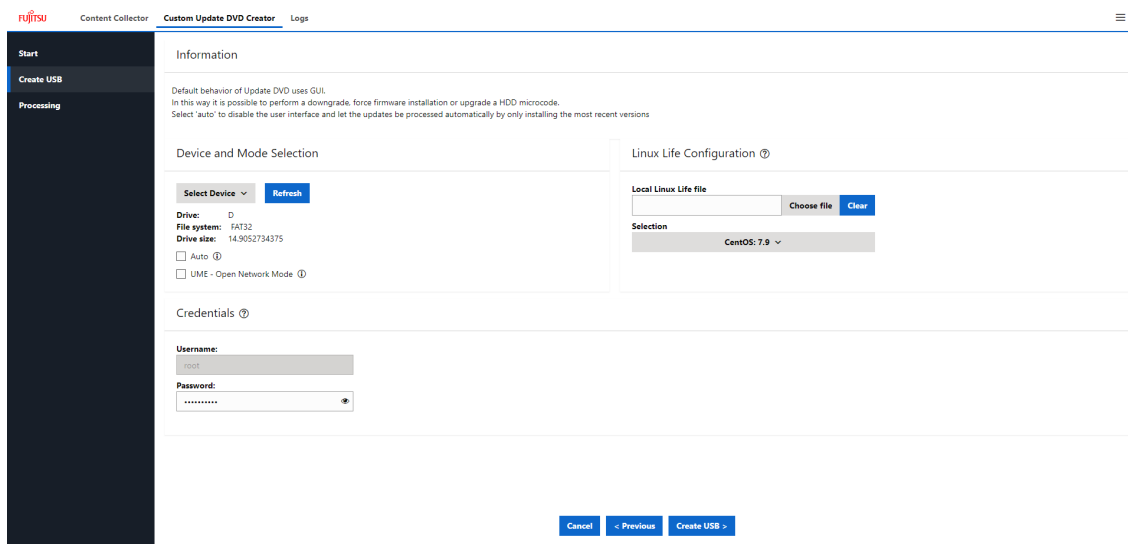 FUJITSU
Content Collector
Custom Update DVD Creator
Logs
Start
Create USB
Processing
Information
Default behavior of Update DVD uses GUI.
In this way it is possible to perform a downgrade, force firmware installation or upgrade a HDD microcode.
Select 'auto' to disable the user interface and let the updates be processed automatically by only installing the most recent versions
Device and Mode Selection
Select Device
Refresh
Drive: D
File system: FAT32
Drive size: 14.9052734375
Auto
UME - Open Network Mode
Linux Life Configuration
Local Linux Life file
Choose file
Clear
Selection
CentOS: 7.9
Credentials
Username:
root
Password:
••••••••••
Cancel
< Previous
Create USB >